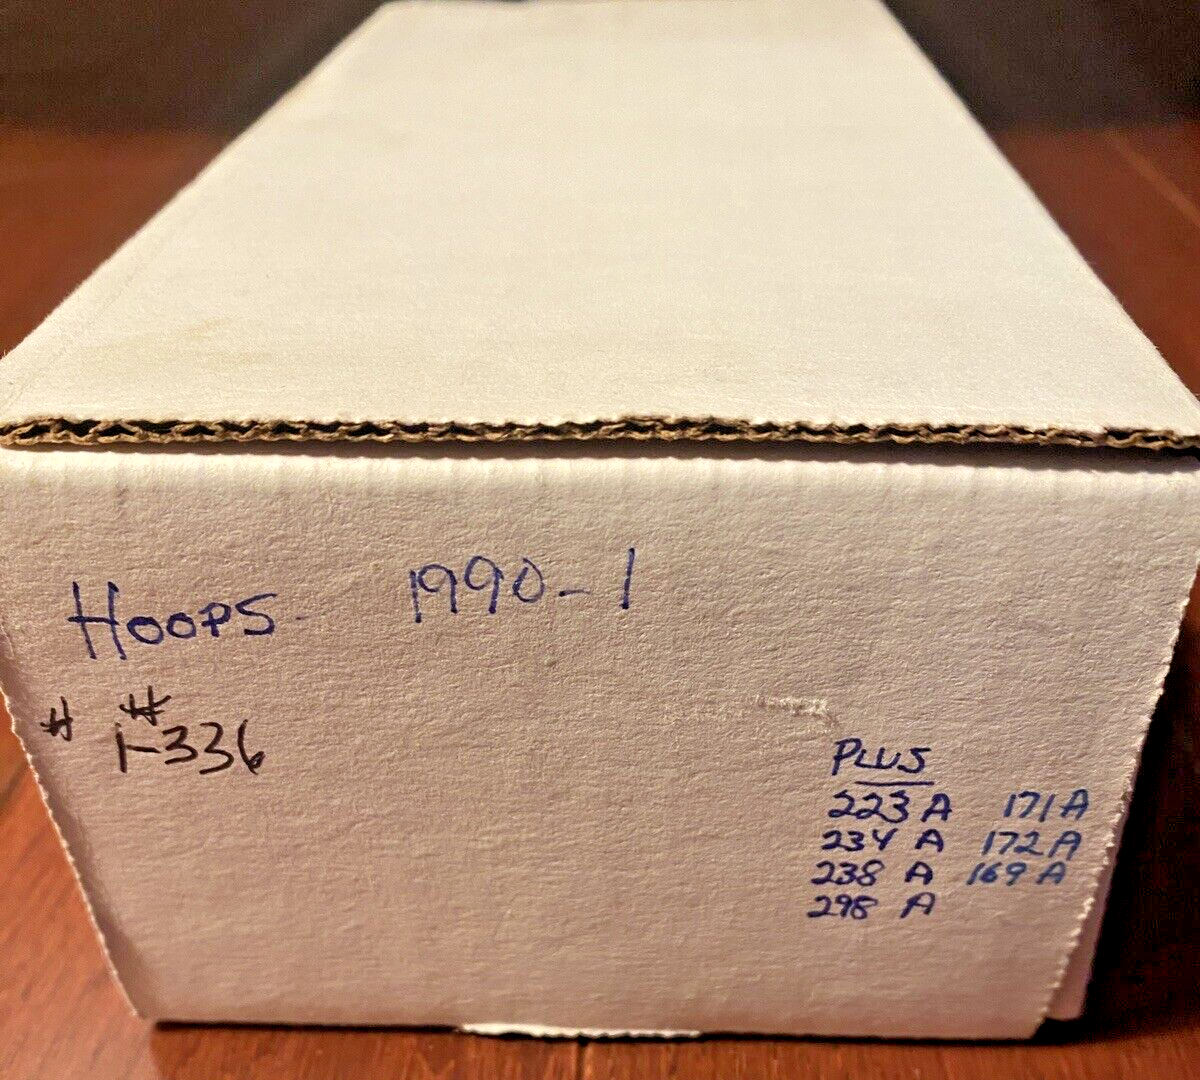 Hoops- 1990-1
# #
1-336
PLUS
223 A 171 A
234 A 172 A
238 A 169 A
298 A